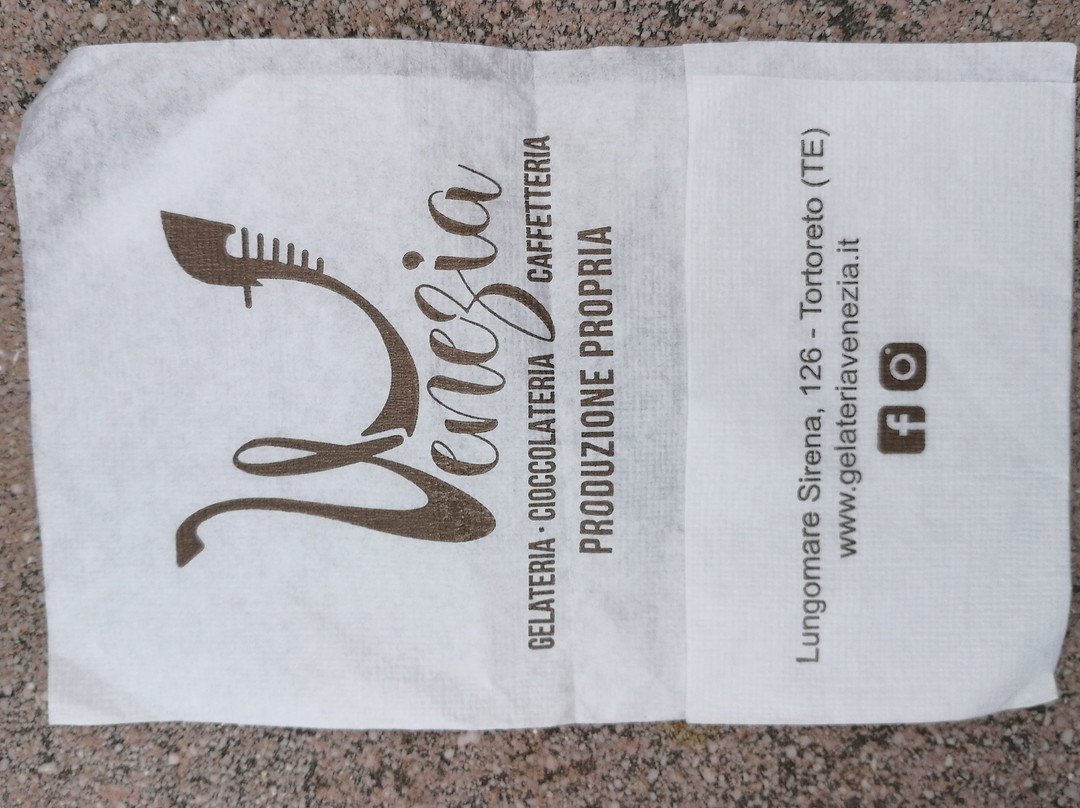 Venezia
GELATERIA · CIOCCOLATERIA CAFFETTERIA
PRODUZIONE PROPRIA
Lungomare Sirena, 126 - Tortoreto (TE)
www.gelateriavenezia.it